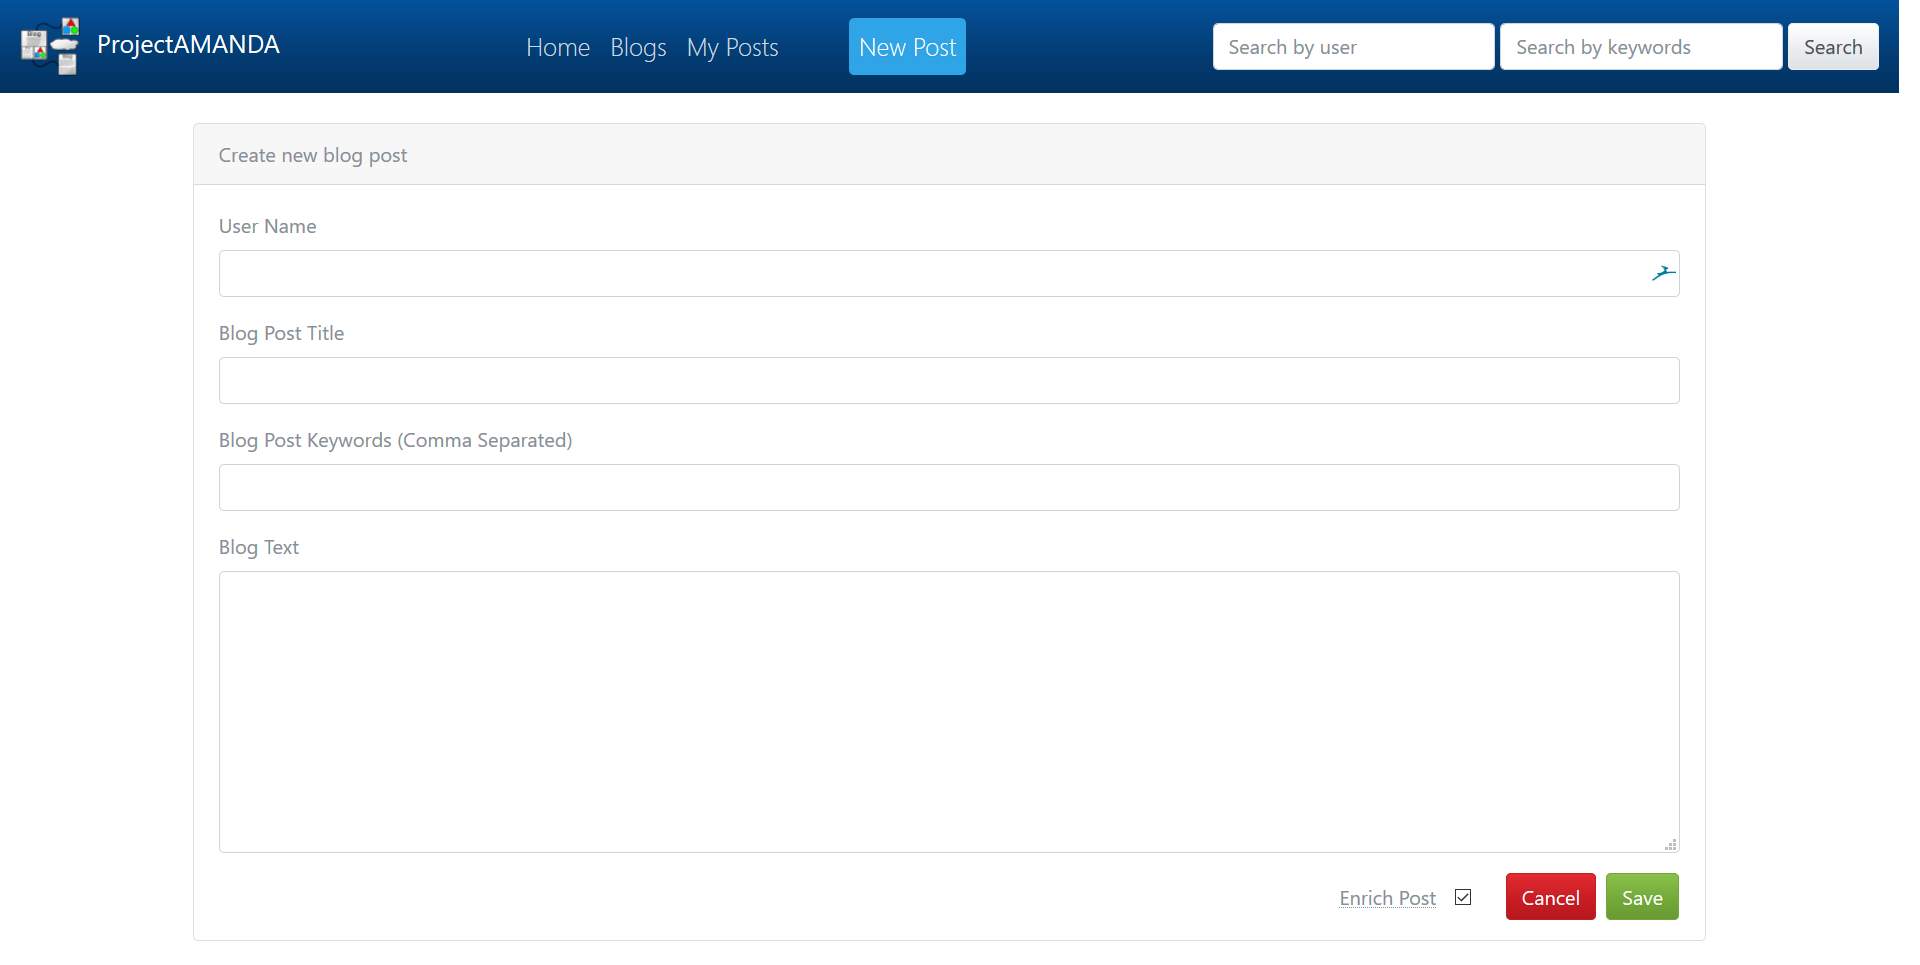 ProjectAMANDA
Home Blogs My Posts New Post
Search by user Search by keywords Search
Create new blog post
User Name
Blog Post Title
Blog Post Keywords (Comma Separated)
Blog Text
Enrich Post Cancel Save